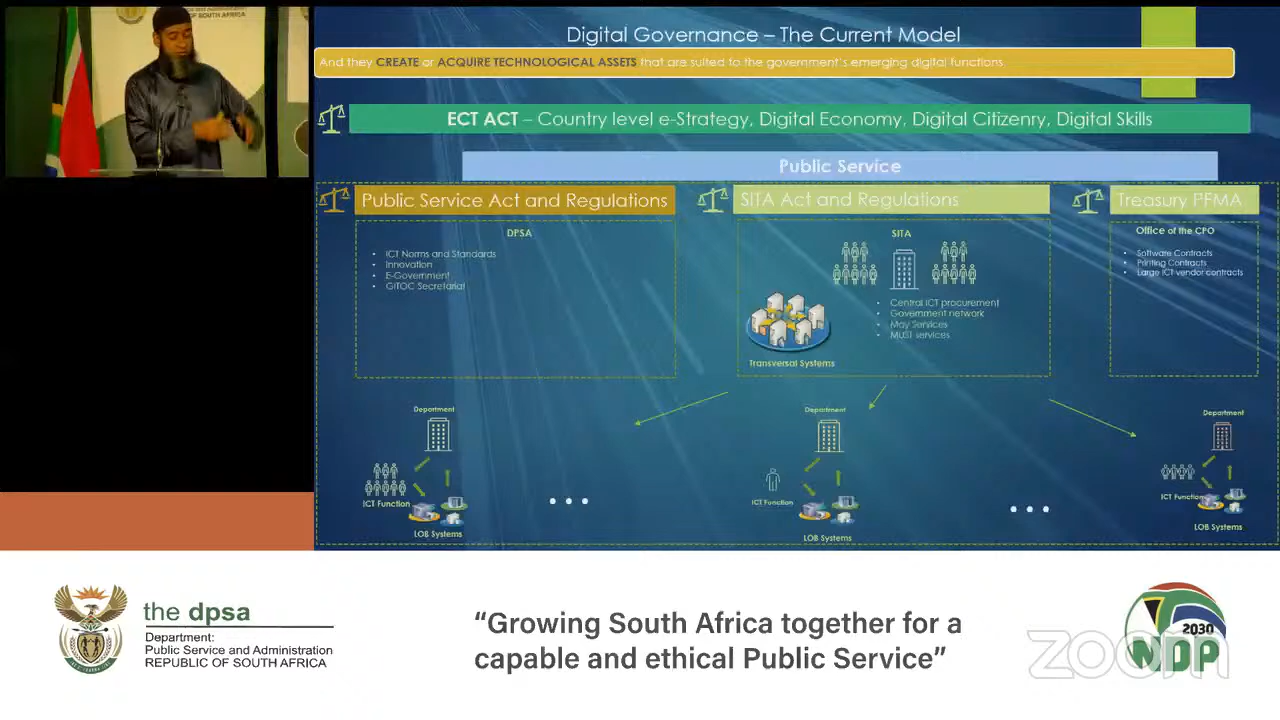 OF SOUTH AFRICA
Digital Governance – The Current Model
And they CREATE or ACQUIRE TECHNOLOGICAL ASSETS that are suited to the government's emerging digital functions.
ECT ACT – Country level e-Strategy, Digital Economy, Digital Citizenry, Digital Skills
Public Service
Public Service Act and Regulations
DPSA
• ICT Norms and Standards
• Innovation
• E-Government
• GITOC Secretariat
SITA Act and Regulations
SITA
• Central ICT procurement
• Government network
• May Services
• MUST services
Transversal Systems
Treasury PFMA
Office of the CPO
• Software Contracts
• Printing Contracts
• Large ICT vendor contracts
Department
ICT Function
LOB Systems
• • •
Department
ICT Function
LOB Systems
• • •
Department
ICT Function
LOB Systems
the dpsa
Department:
Public Service and Administration
REPUBLIC OF SOUTH AFRICA
“Growing South Africa together for a
capable and ethical Public Service”
2030
NDP
zoom